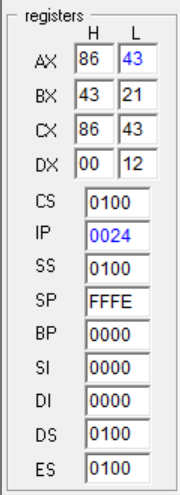 registers
H L
AX 86 43
BX 43 21
CX 86 43
DX 00 12
CS 0100
IP 0024
SS 0100
SP FFFE
BP 0000
SI 0000
DI 0000
DS 0100
ES 0100